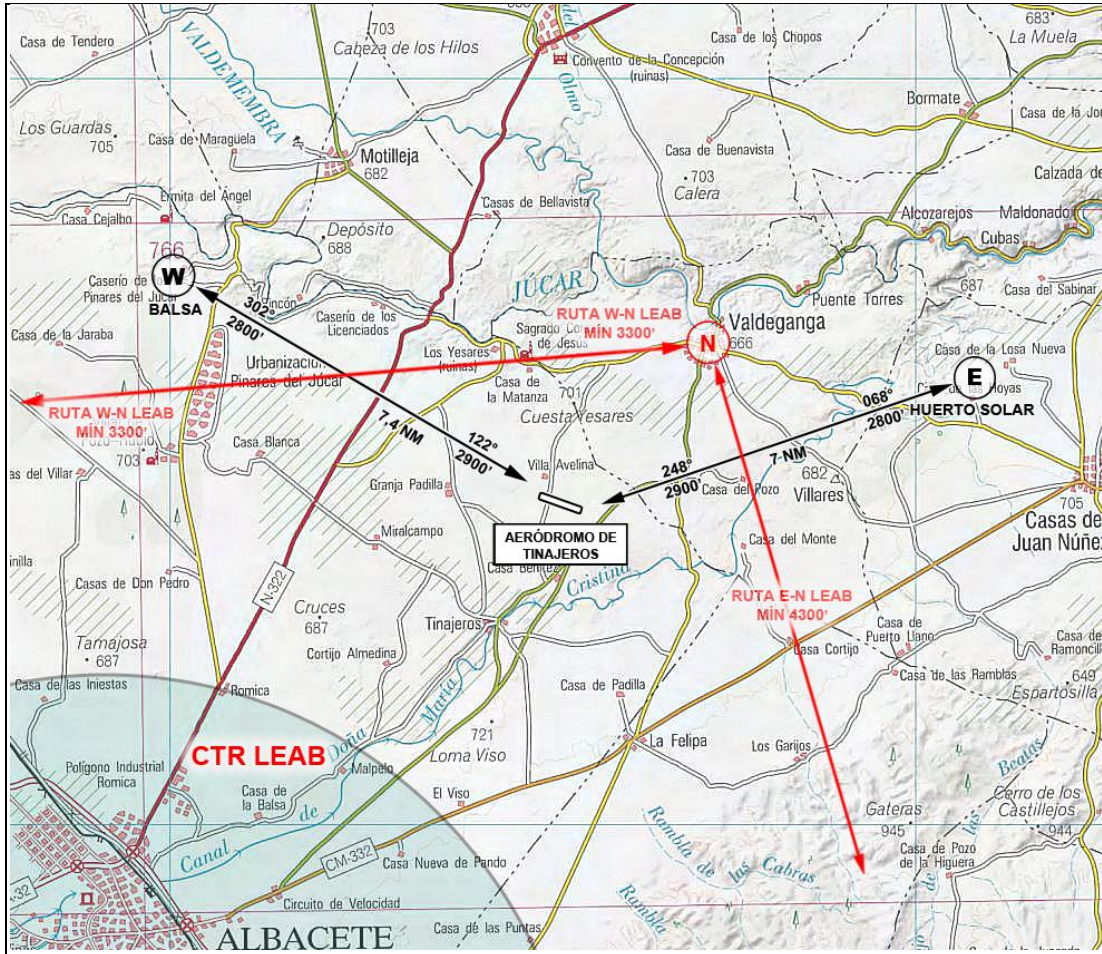 Casa de Tendero
703
Cabeza de los Hilos
del
Olmo
Casa de los Chopos
683
La Muela
Convento de la Concepción
(ruinas)
VALDEMEMBRA
Los Guardas
705
Casa de Maraguela
Motilleja
682
Bormate
Casa de Buenavista
703
Calera
Calzada de
Ermita del Angel
Casa Cejalbo
Depósito
688
Casas de Bellavista
Alcozarejos
Maldonado
Cubas
766
W
BALSA
Caserío de
Pinares del Júcar
302°
2800'
Caserío de los
Licenciados
JÚCAR
Puente Torres
687
Casa del Sabinar
Casa de la Jaraba
Urbanización
Pinares del Júcar
Los Yesares
(ruinas)
Sagrado
de Jesus
RUTA W-N LEAB
MÍN 3300'
N
Valdeganga
666
Casa de la Losa Nueva
E
HUERTO SOLAR
Casa de la
Matanza
701
Cuesta Yesares
RUTA W-N LEAB
MÍN 3300'
703
Casa Blanca
7,4 NM
122°
2900'
068°
2800'
7 NM
248°
2900'
as del Villar
Granja Padilla
Villa Avelina
Casa del Pozo
682
Villares
705
Casas de
Juan Núñez
AERÓDROMO DE
TINAJEROS
Miralcampo
Casa del Monte
inilla
Casas de Don Pedro
N-322
Casa Benítez
Cristina
RUTA E-N LEAB
MÍN 4300'
Cruces
687
Tinajeros
Tamajosa
687
Cortijo Almedina
Casa Cortijo
Casa de
Puerto Llano
Casa de
Ramoncill
Casa de las Iniestas
Romica
María
Casa de Padilla
Casa de las Ramblas
649
Espartosilla
CTR LEAB
Doña
721
Loma Viso
La Felipa
Los Garijos
Polígono Industrial
Romica
Malpelo
Casa de
la Balsa
El Viso
Beatas
Cerro de los
Castillejos
944
Gateras
945
Canal
de
CM-332
Rambla de las Cabras
las
de
Casa de Pozo
de la Higuera
Casa Nueva de Pando
-32
Circuito de Velocidad
Rambla
ALBACETE
Casa de las Puntas